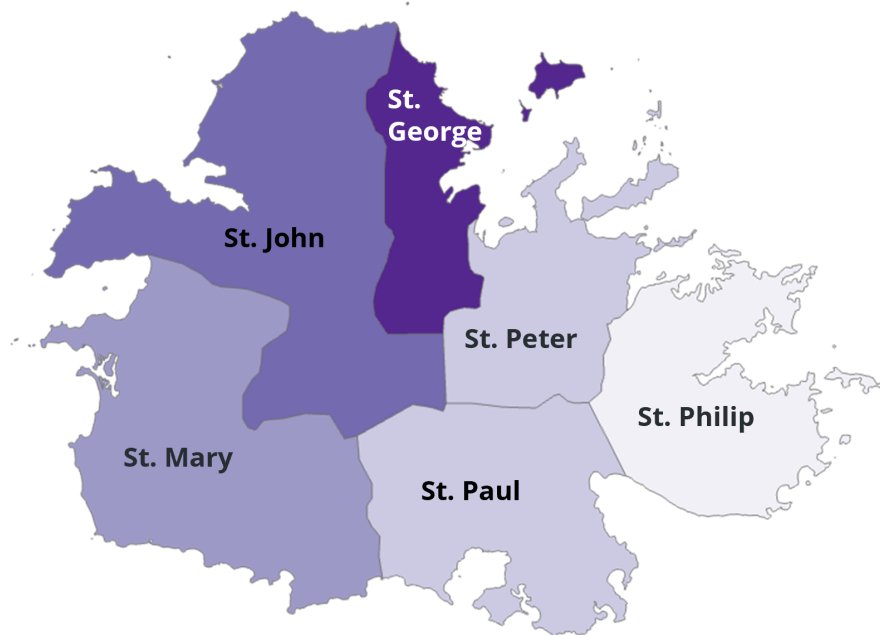 St.
George
St. John
St. Peter
St. Philip
St. Mary
St. Paul